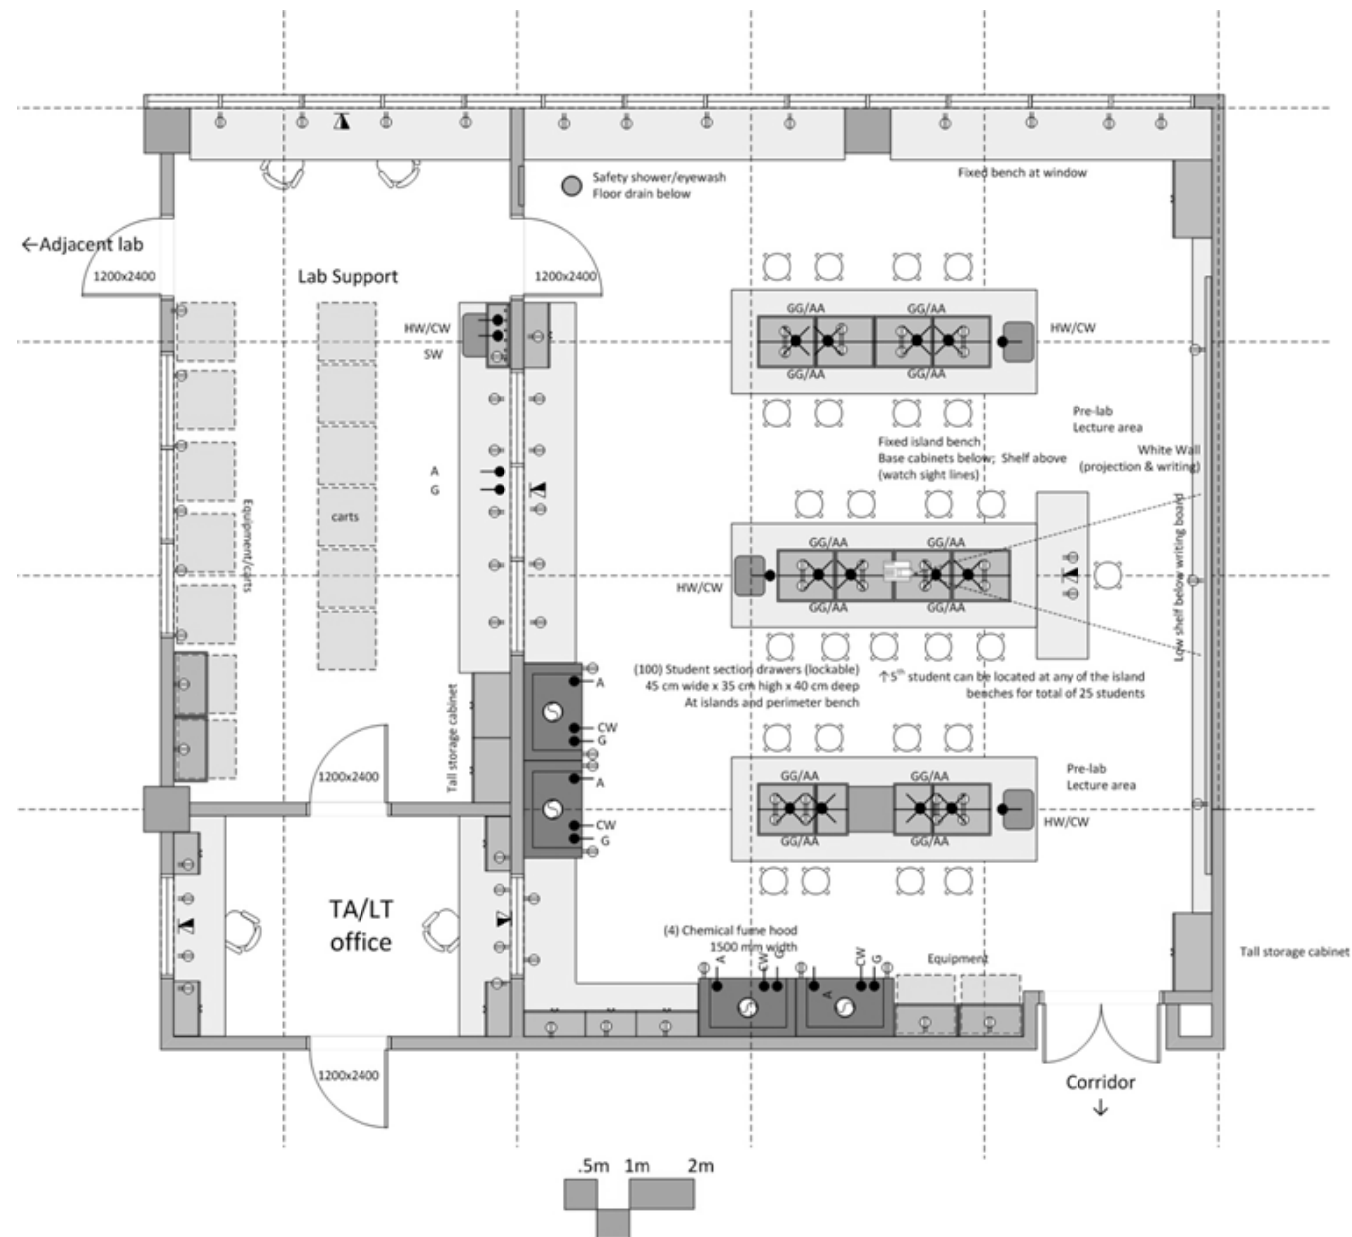 Safety shower/eyewash
Floor drain below
Fixed bench at window
←Adjacent lab
1200x2400
Lab Support
1200x2400
GG/AA
GG/AA
HW/CW
SW
HW/CW
GG/AA
GG/AA
Pre-lab
Lecture area
Fixed island bench
Base cabinets below; Shelf above
(watch sight lines)
White Wall
(projection & writing)
A
G
Equipment/carts
carts
Low shelf below writing board
GG/AA
GG/AA
HW/CW
GG/AA
GG/AA
(100) Student section drawers (lockable)
45 cm wide x 35 cm high x 40 cm deep
At islands and perimeter bench
↑5th student can be located at any of the island
benches for total of 25 students
A
CW
G
Tall storage cabinet
1200x2400
A
CW
G
GG/AA
GG/AA
Pre-lab
Lecture area
HW/CW
GG/AA
GG/AA
TA/LT
office
(4) Chemical fume hood
1500 mm width
A
CW
G
A
CW
G
Equipment
Tall storage cabinet
1200x2400
Corridor
↓
.5m 1m 2m